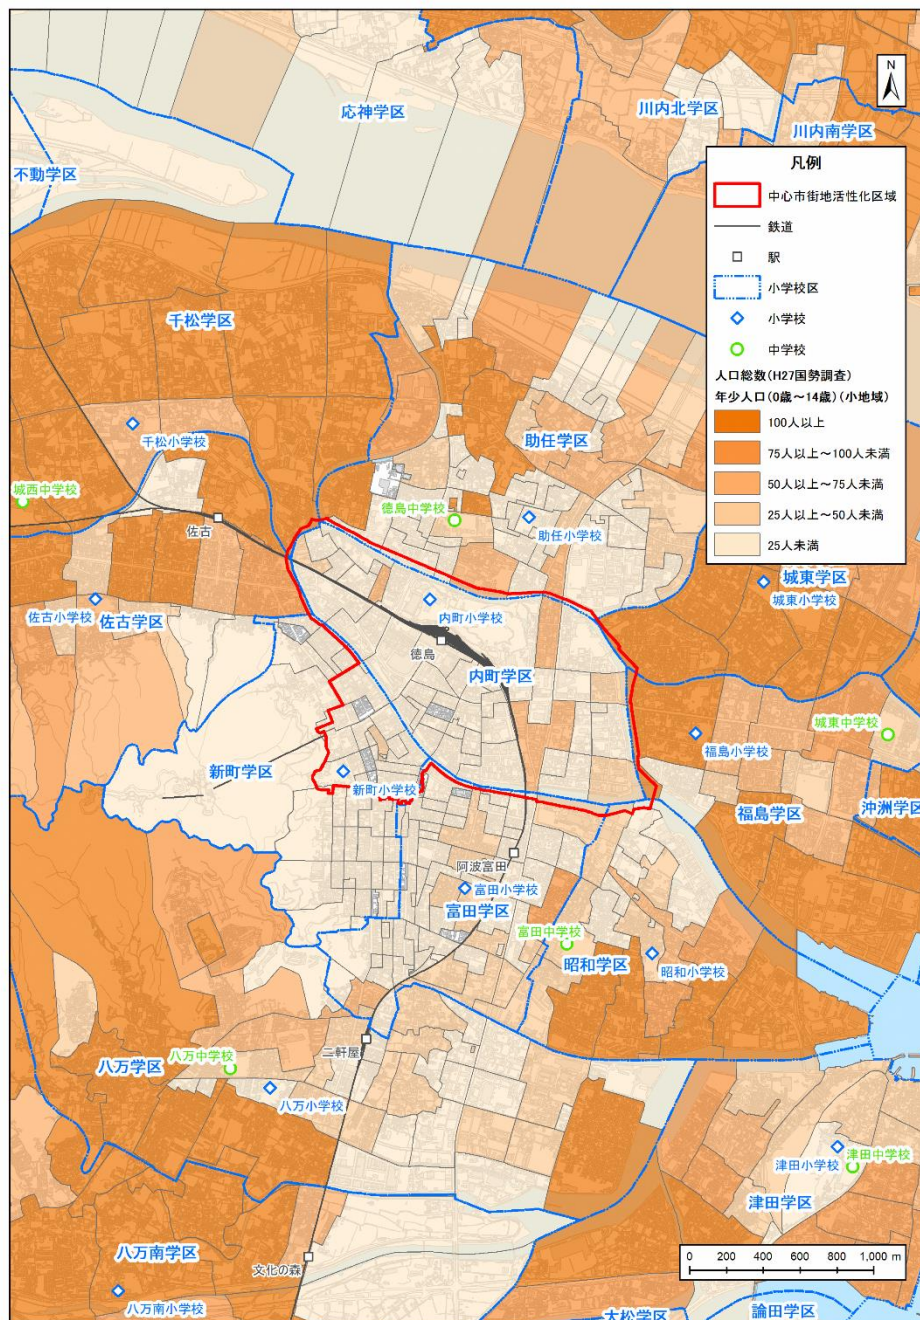 応神学区
川内北学区
川内南学区
不動学区
N
凡例
中心市街地活性化区域
鉄道
駅
小学校区
小学校
中学校
人口総数(H27国勢調査)
年少人口(0歳～14歳)(小地域)
100人以上
75人以上～100人未満
50人以上～75人未満
25人以上～50人未満
25人未満
千松学区
千松小学校
助任学区
城西中学校
佐古
徳島中学校
助任小学校
城東学区
城東小学校
佐古小学校
佐古学区
内町小学校
徳島
内町学区
福島小学校
城東中学校
新町学区
新町小学校
福島学区
沖洲学区
阿波富田
富田小学校
富田学区
富田中学校
昭和学区
昭和小学校
二軒屋
八万中学校
八万学区
八万小学校
津田小学校
津田中学校
津田学区
八万南学区
文化の森
八万南小学校
大松学区
論田学区
0 200 400 600 800 1,000 m